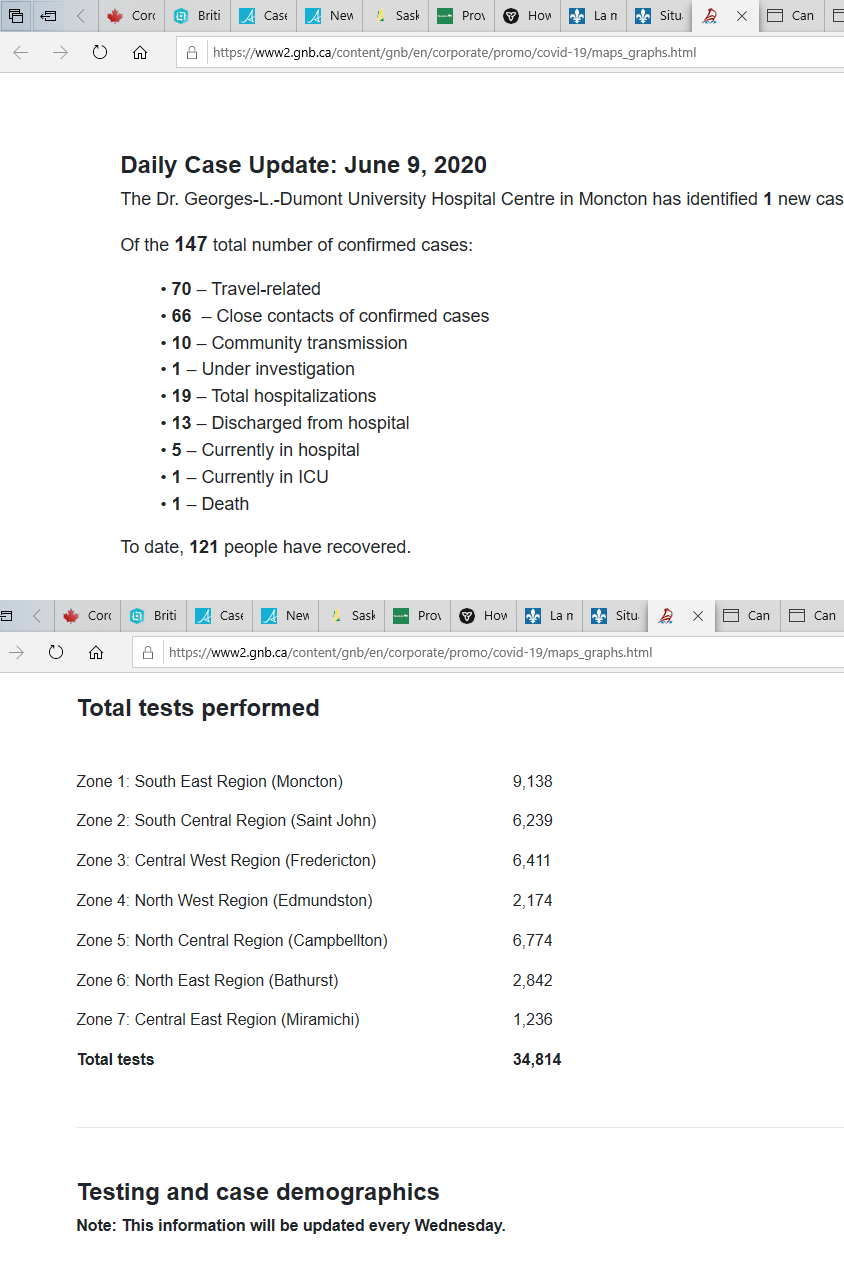 Corc Briti Case New Sask Prov How La m Situ Can
https://www2.gnb.ca/content/gnb/en/corporate/promo/covid-19/maps_graphs.html
Daily Case Update: June 9, 2020
The Dr. Georges-L.-Dumont University Hospital Centre in Moncton has identified 1 new cas
Of the 147 total number of confirmed cases:
• 70 – Travel-related
• 66 – Close contacts of confirmed cases
• 10 – Community transmission
• 1 – Under investigation
• 19 – Total hospitalizations
• 13 – Discharged from hospital
• 5 – Currently in hospital
• 1 – Currently in ICU
• 1 – Death
To date, 121 people have recovered.
Corc Briti Case New Sask Prov How La m Situ Can Can
https://www2.gnb.ca/content/gnb/en/corporate/promo/covid-19/maps_graphs.html
Total tests performed
Zone 1: South East Region (Moncton) 9,138
Zone 2: South Central Region (Saint John) 6,239
Zone 3: Central West Region (Fredericton) 6,411
Zone 4: North West Region (Edmundston) 2,174
Zone 5: North Central Region (Campbellton) 6,774
Zone 6: North East Region (Bathurst) 2,842
Zone 7: Central East Region (Miramichi) 1,236
Total tests 34,814
Testing and case demographics
Note: This information will be updated every Wednesday.